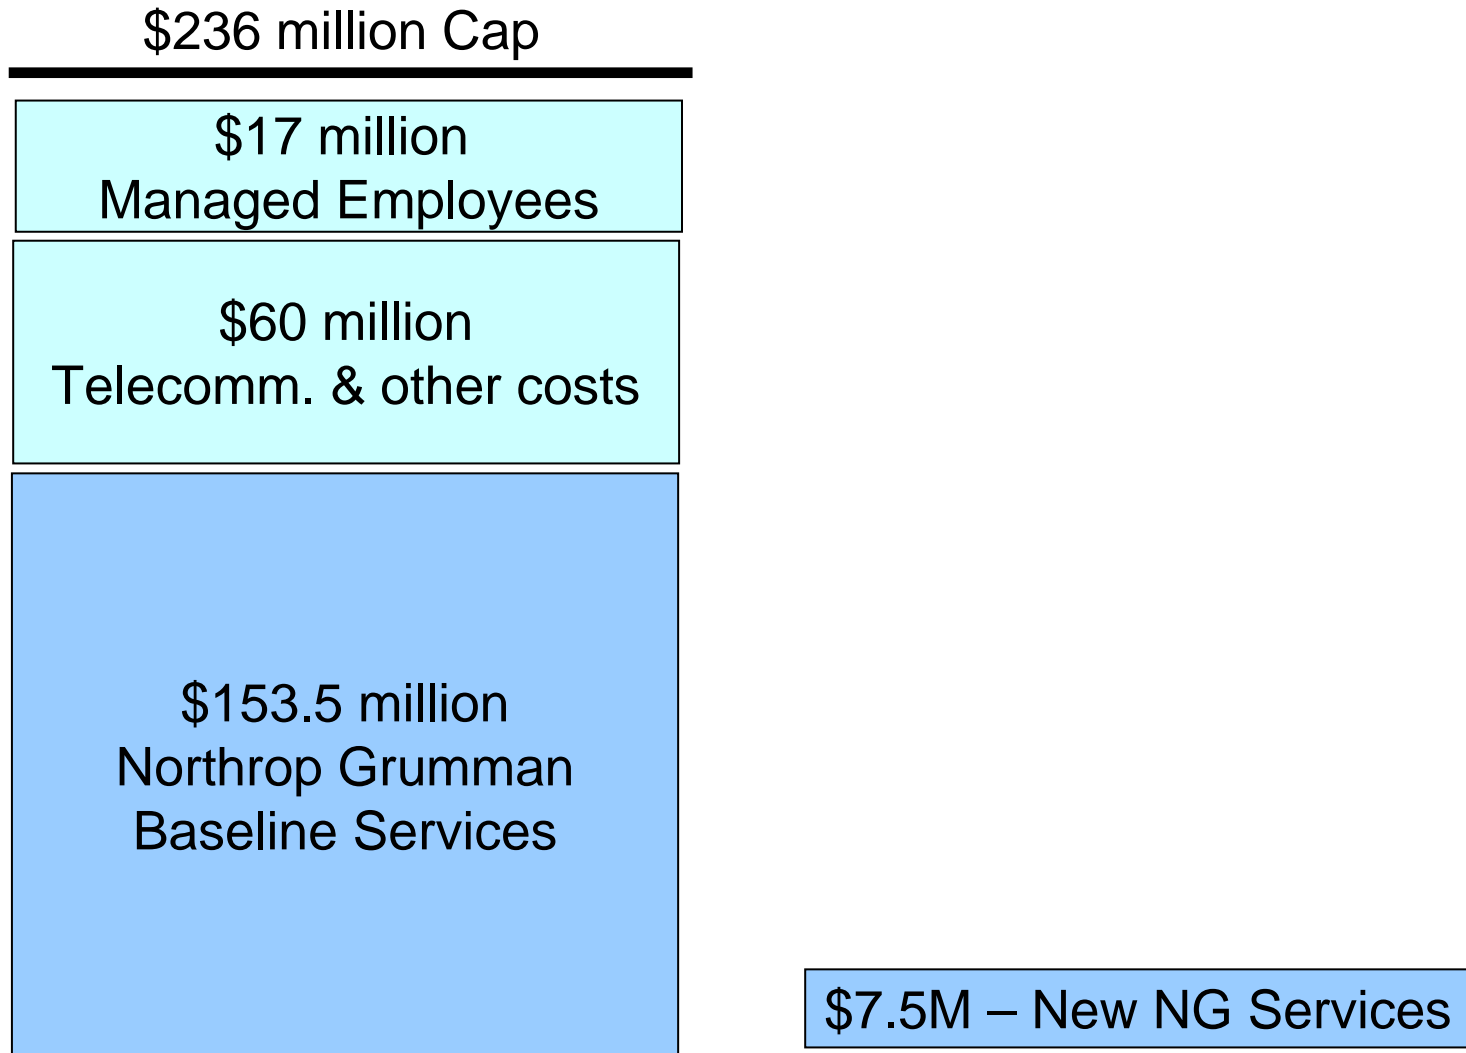 $236 million Cap
$17 million
Managed Employees
$60 million
Telecomm. & other costs
$153.5 million
Northrop Grumman
Baseline Services
$7.5M – New NG Services